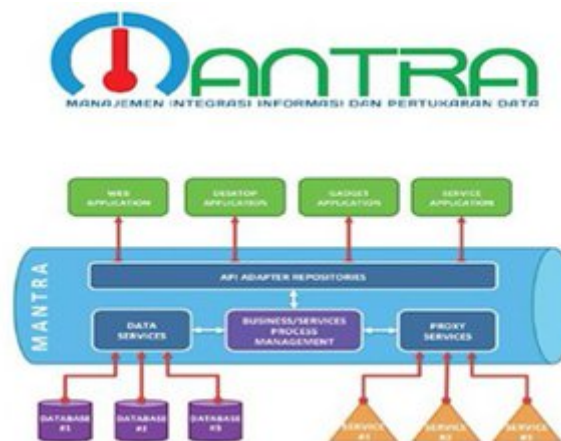 MANTRA
MANAJEMEN INTEGRASI INFORMASI DAN PERTUKARAN DATA
WEB
APPLICATION
DESKTOP
APPLICATION
GADGET
APPLICATION
SERVICE
APPLICATION
MANTRA
API ADAPTER REPOSITORIES
DATA
SERVICES
BUSINESS/SERVICES
PROCESS
MANAGEMENT
PROXY
SERVICES
DATABASE
#1
DATABASE
#2
DATABASE
#3
SERVICE
#1
SERVICE
#2
SERVICE
#3